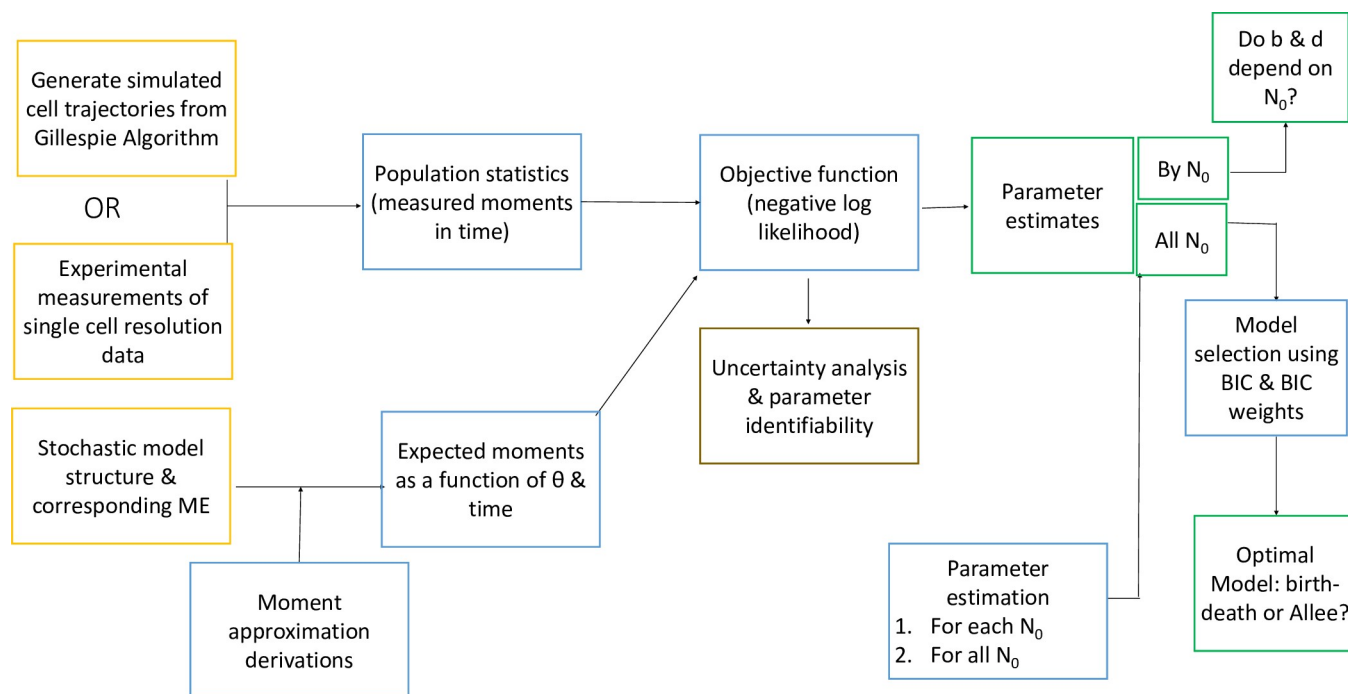 Generate simulated
cell trajectories from
Gillespie Algorithm
OR
Experimental
measurements of
single cell resolution
data
Stochastic model
structure &
corresponding ME
Moment
approximation
derivations
Population statistics
(measured moments
in time)
Expected moments
as a function of θ &
time
Objective function
(negative log
likelihood)
Uncertainty analysis
& parameter
identifiability
Parameter
estimates
By N₀
All N₀
Do b & d
depend on
N₀?
Model
selection using
BIC & BIC
weights
Optimal
Model: birth-
death or Allee?
Parameter
estimation
1. For each N₀
2. For all N₀